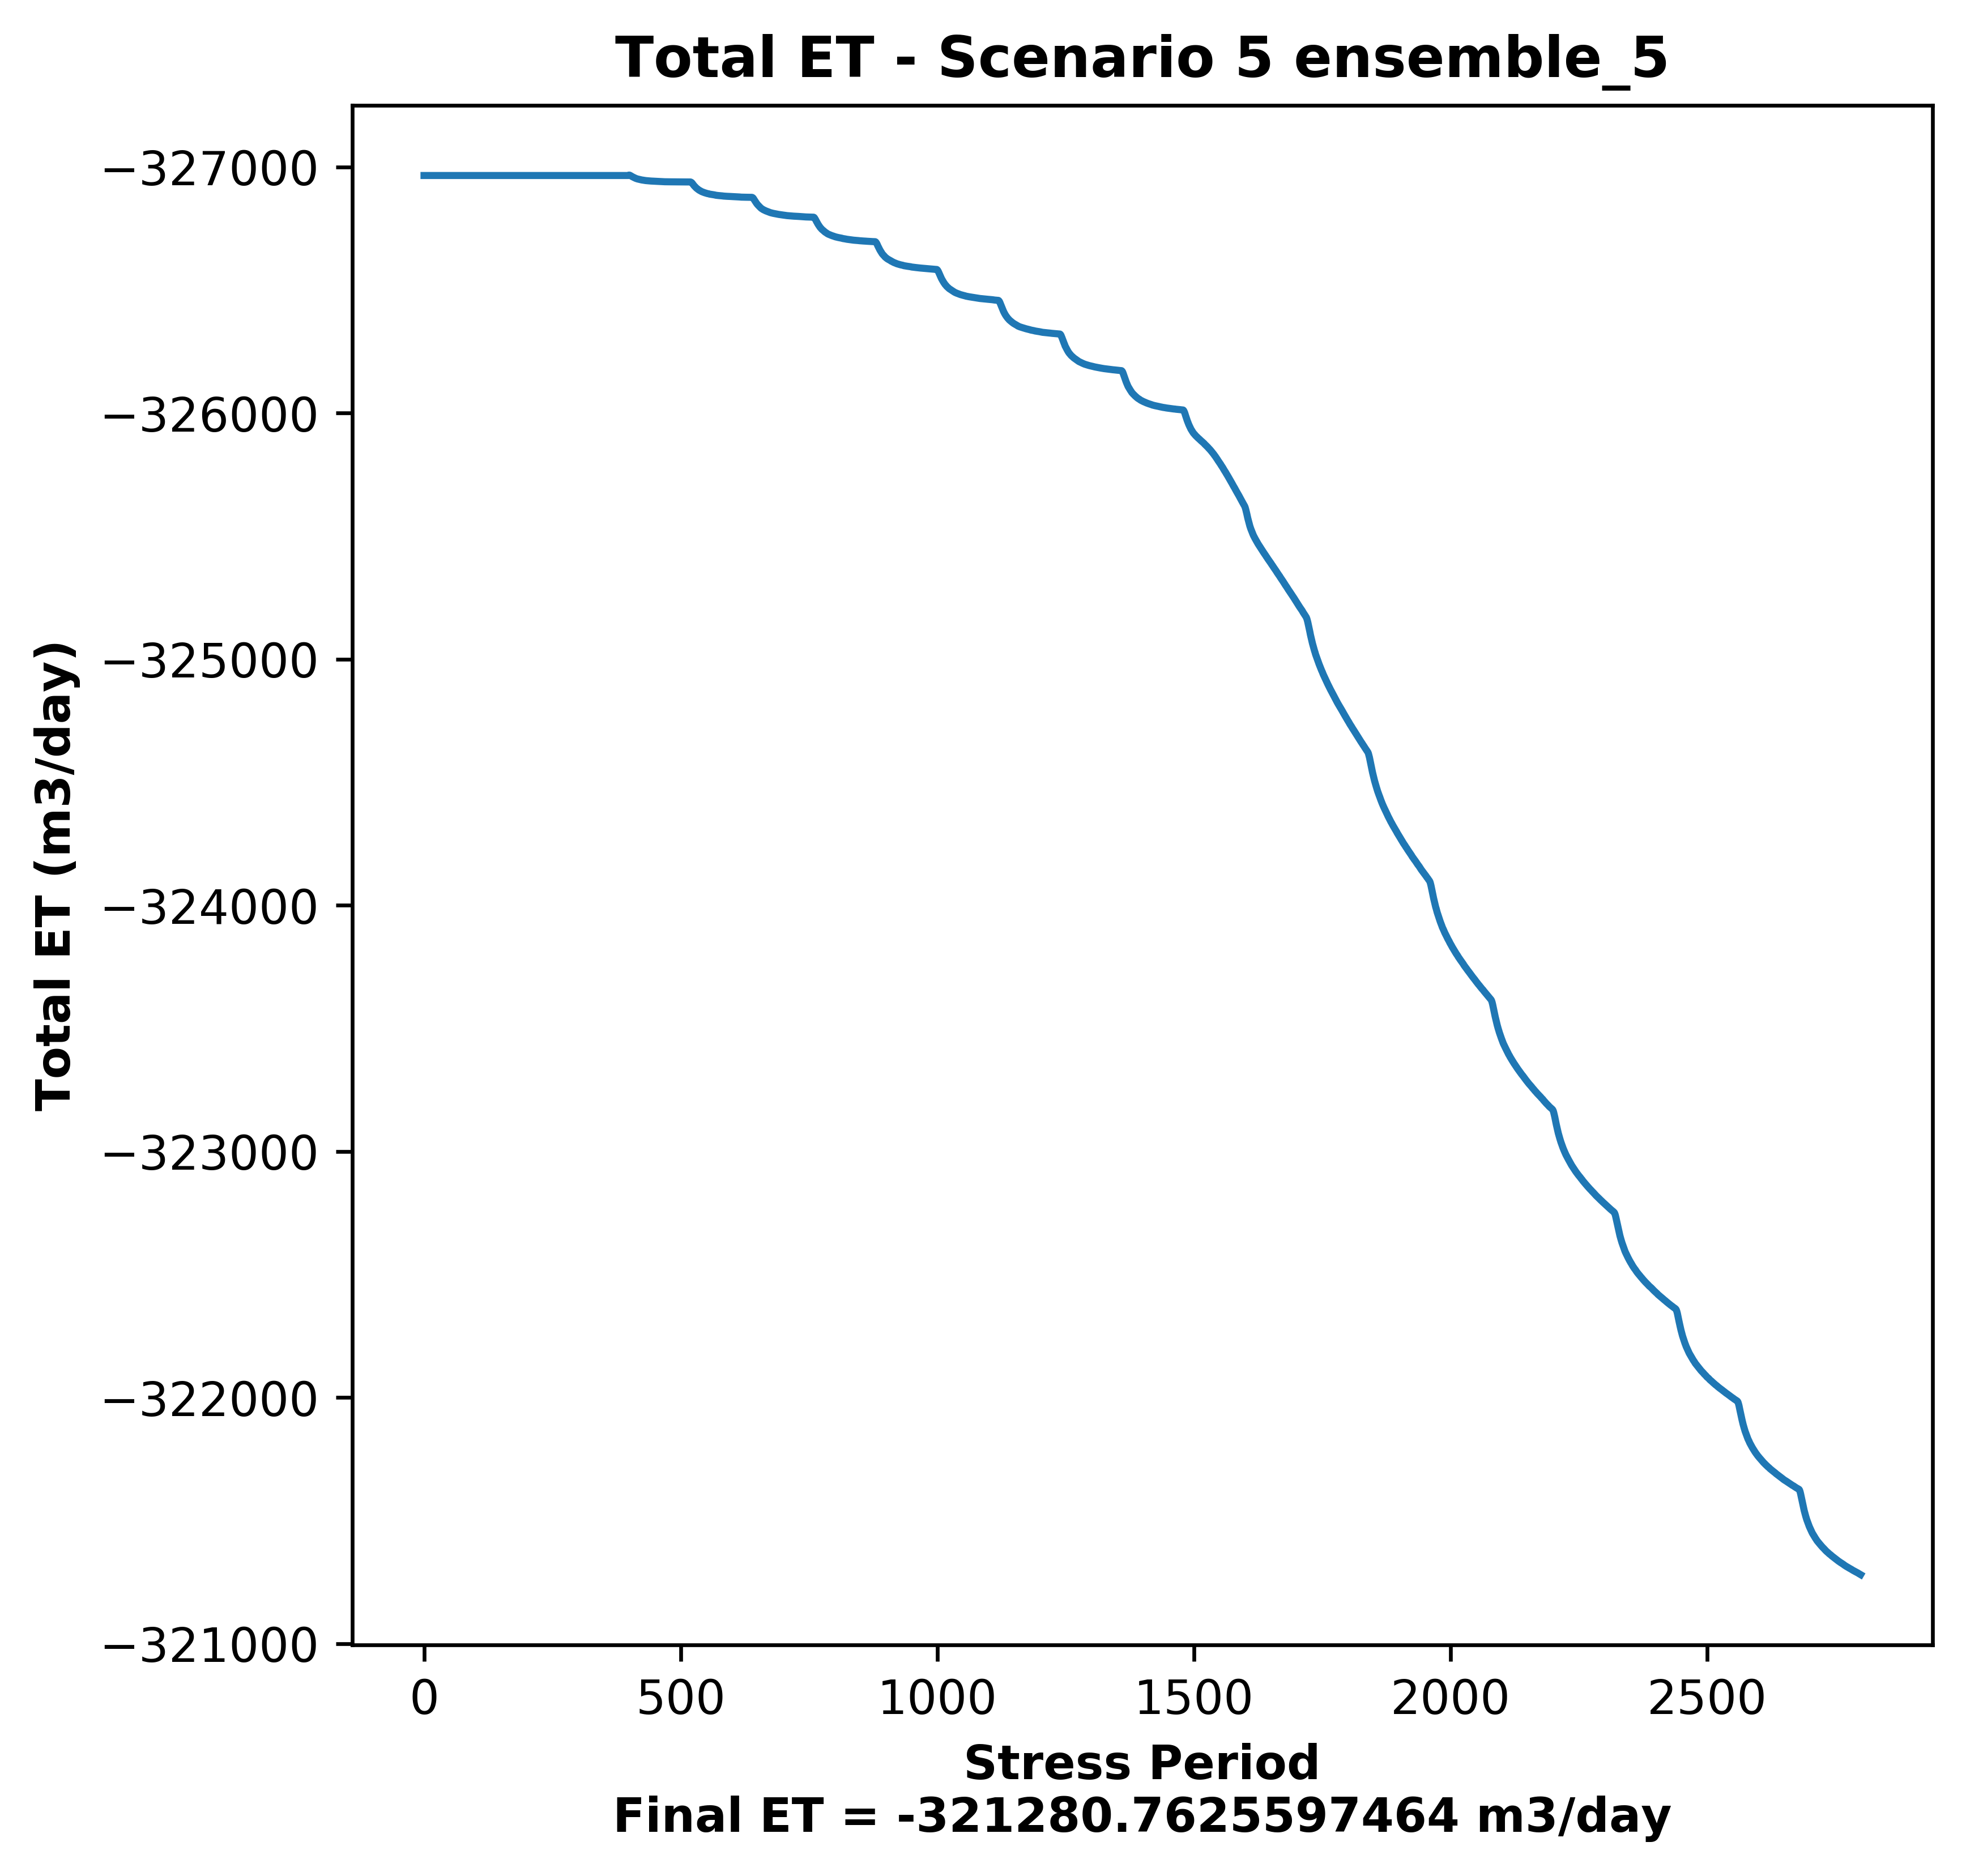 Total ET - Scenario 5 ensemble_5
Total ET (m3/day)
−327000
−326000
−325000
−324000
−323000
−322000
−321000
0 500 1000 1500 2000 2500
Stress Period
Final ET = -321280.7625597464 m3/day